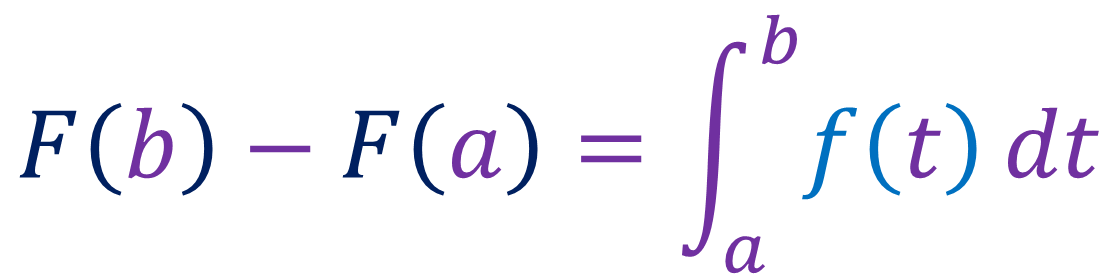 F(b) − F(a) = ∫_a^b f(t) dt